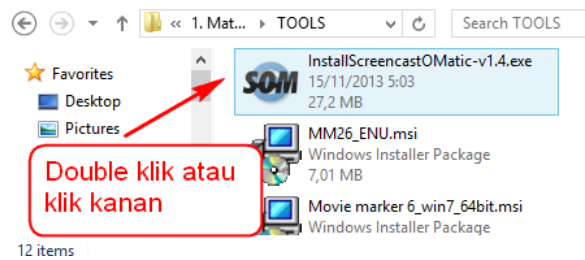 « 1. Mat... TOOLS
Search TOOLS
Favorites
Desktop
Pictures
SOM
InstallScreencastOMatic-v1.4.exe
15/11/2013 5:03
27,2 MB
MM26_ENU.msi
Windows Installer Package
7,01 MB
Movie marker 6_win7_64bit.msi
Windows Installer Package
Double klik atau
klik kanan
12 items